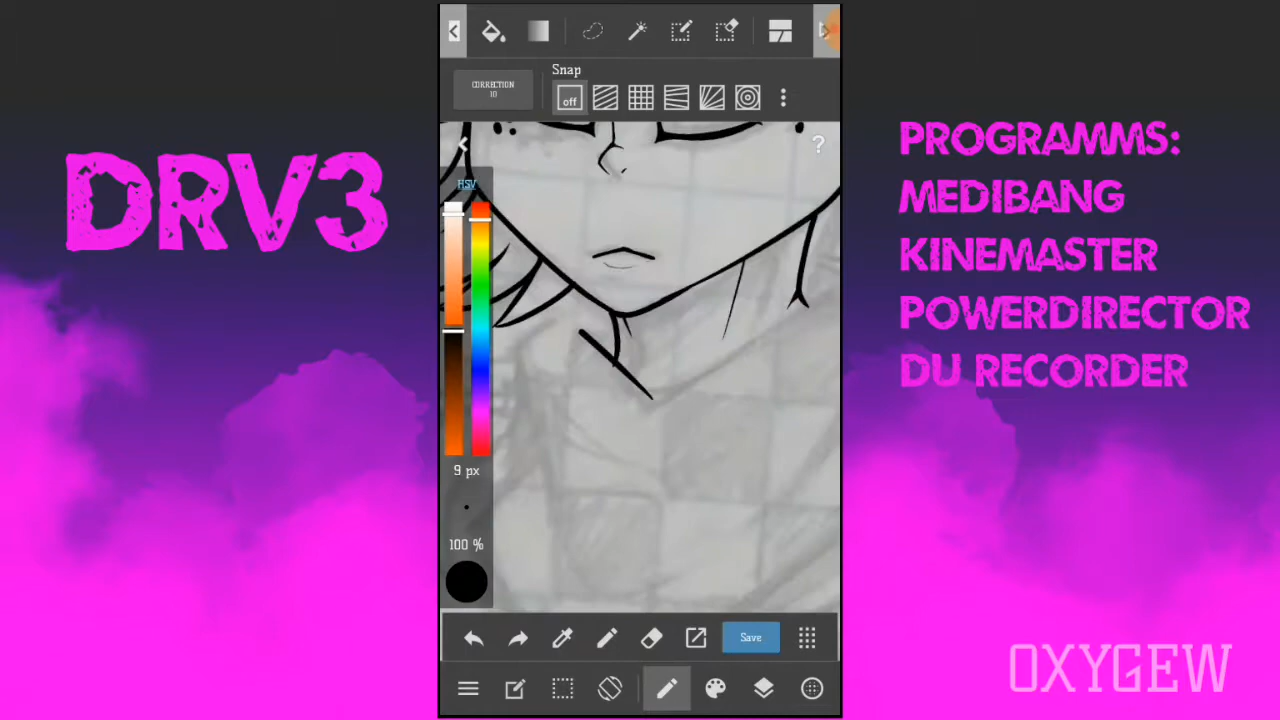 DRV3
CORRECTION
10
Snap
off
?
HSV
9 px
100 %
Save
PROGRAMMS:
MEDIBANG
KINEMASTER
POWERDIRECTOR
DU RECORDER
OXYGEW